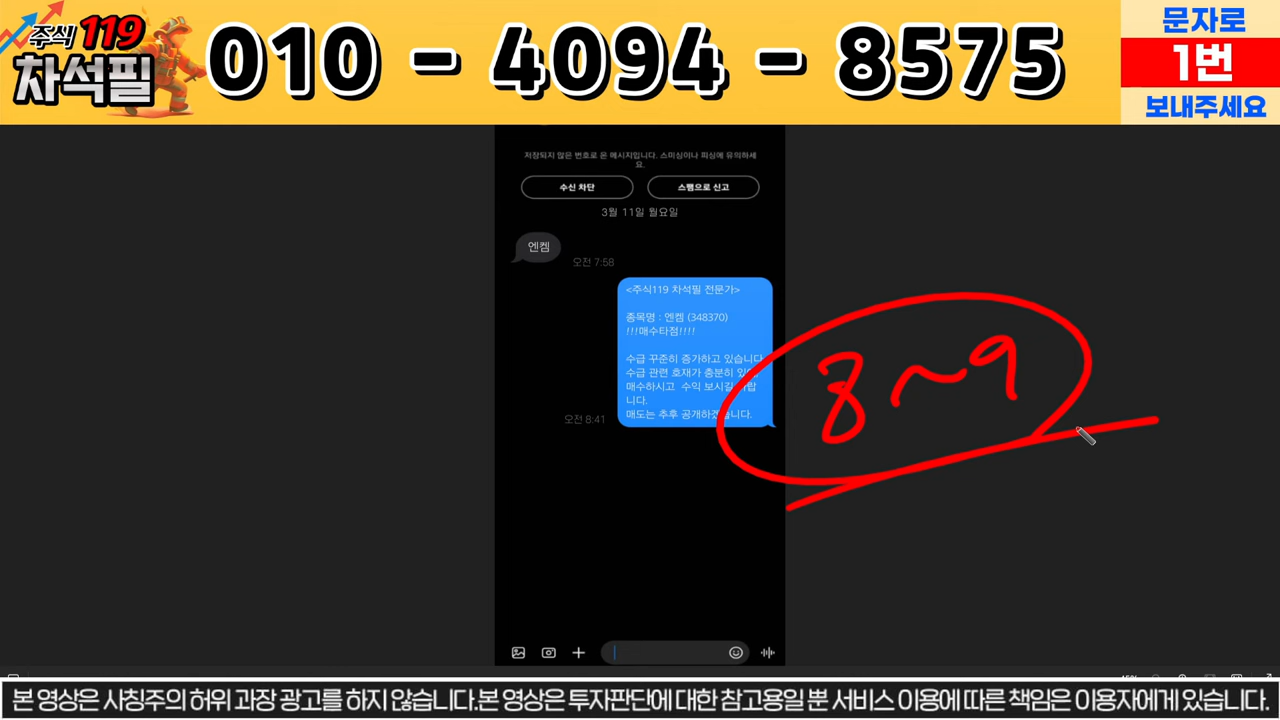 주식 119
차석필
010 - 4094 - 8575
문자로
1번
보내주세요
저장되지 않은 번호로 온 메시지입니다. 스미싱이나 피싱에 유의하세
요.
수신 차단
스팸으로 신고
3월 11일 월요일
엔켐
오전 7:58
<주식119 차석필 전문가>
종목명 : 엔켐 (348370)
!!!매수타점!!!!
수급 꾸준히 증가하고 있습니다
수급 관련 호재가 충분히
매수하시고 수익 보시길 바랍
니다.
매도는 추후 공개하겠습니다.
오전 8:41
8~9
본 영상은 사칭주의 허위 과장 광고를 하지 않습니다.본 영상은 투자판단에 대한 참고용일 뿐 서비스 이용에 따른 책임은 이용자에게 있습니다.